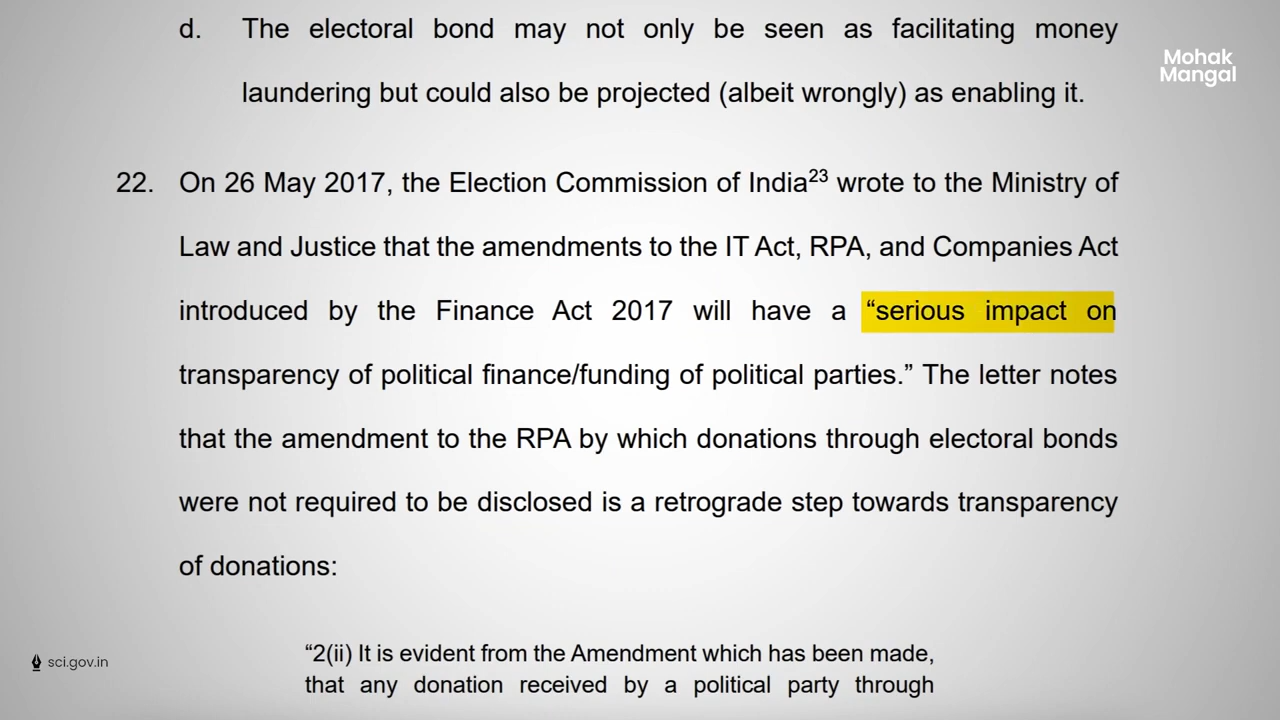 d. The electoral bond may not only be seen as facilitating money
laundering but could also be projected (albeit wrongly) as enabling it.
Mohak
Mangal
22. On 26 May 2017, the Election Commission of India23 wrote to the Ministry of
Law and Justice that the amendments to the IT Act, RPA, and Companies Act
introduced by the Finance Act 2017 will have a “serious impact on
transparency of political finance/funding of political parties.” The letter notes
that the amendment to the RPA by which donations through electoral bonds
were not required to be disclosed is a retrograde step towards transparency
of donations:
“2(ii) It is evident from the Amendment which has been made,
that any donation received by a political party through
sci.gov.in